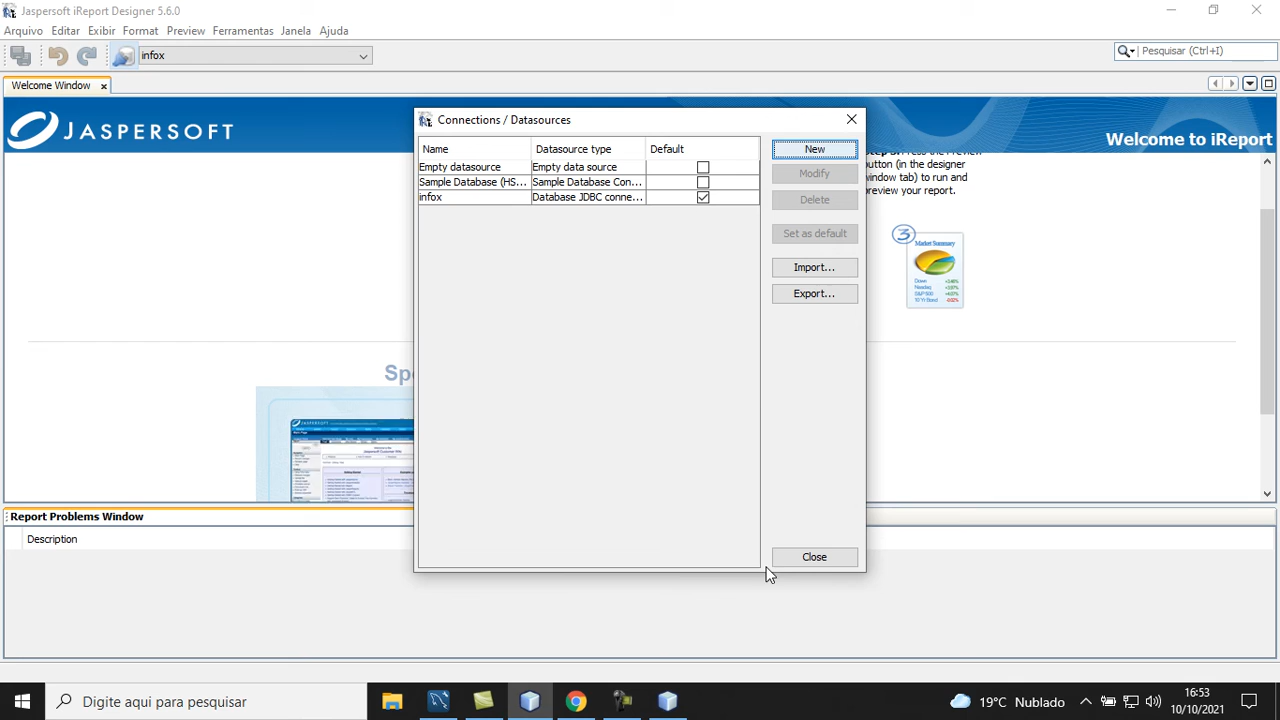 Jaspersoft iReport Designer 5.6.0
Arquivo Editar Exibir Format Preview Ferramentas Janela Ajuda
infox
Pesquisar (Ctrl+I)
Welcome Window
JASPERSOFT
Welcome to iReport
button (in the designer
window tab) to run and
preview your report.
3
Market Summary
Spe
Connections / Datasources
Name Datasource type Default
Empty datasource Empty data source
Sample Database (HS... Sample Database Con...
infox Database JDBC conne...
New
Modify
Delete
Set as default
Import...
Export...
Close
Report Problems Window
Description
Digite aqui para pesquisar
19°C Nublado
16:53
10/10/2021